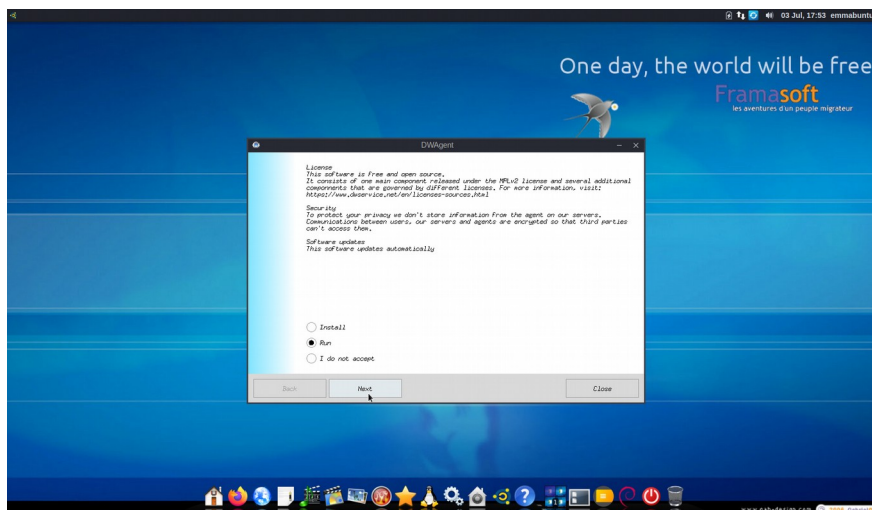 03 Jul, 17:53 emmabuntu
One day, the world will be free
Framasoft
les aventures d'un peuple migrateur
DWAgent
License
This software is free and open source.
It consists of one main component released under the MPLv2 license and several additional
components that are governed by different licenses. For more information, visit:
https://www.dwservice.net/en/licenses-sources.html
Security
To protect your privacy we don't store information from the agent on our servers.
Communications between users, our servers and agents are encrypted so that third parties
can't access them.
Software updates
This software updates automatically
Install
Run
I do not accept
Back
Next
Close